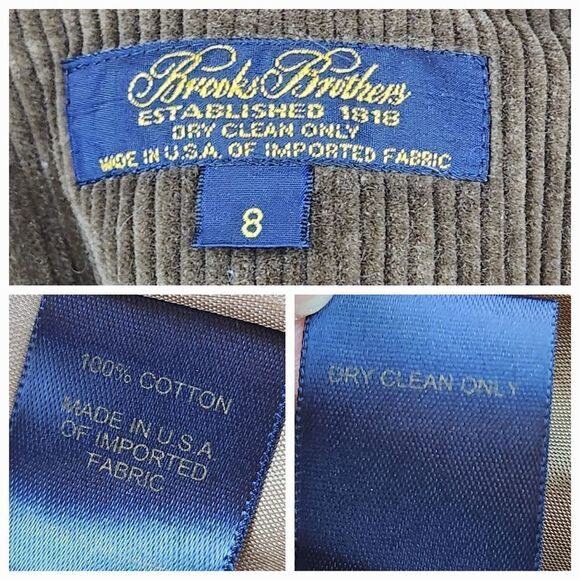 Brooks Brothers
ESTABLISHED 1818
DRY CLEAN ONLY
MADE IN U.S.A. OF IMPORTED FABRIC
8
100% COTTON
MADE IN U.S.A
OF IMPORTED
FABRIC
DRY CLEAN ONLY